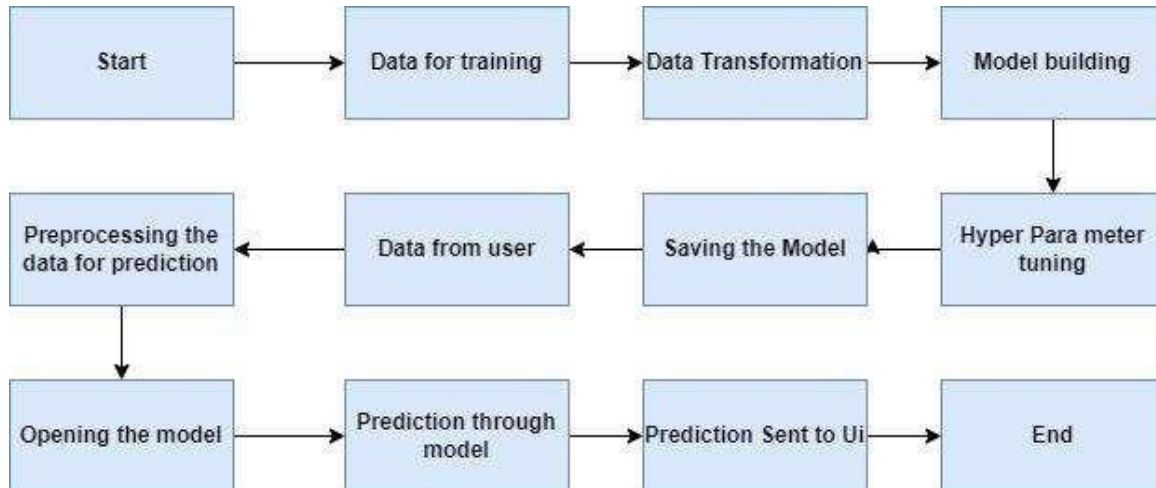 Start
Data for training
Data Transformation
Model building
Hyper Para meter
tuning
Saving the Model
Data from user
Preprocessing the
data for prediction
Opening the model
Prediction through
model
Prediction Sent to Ui
End